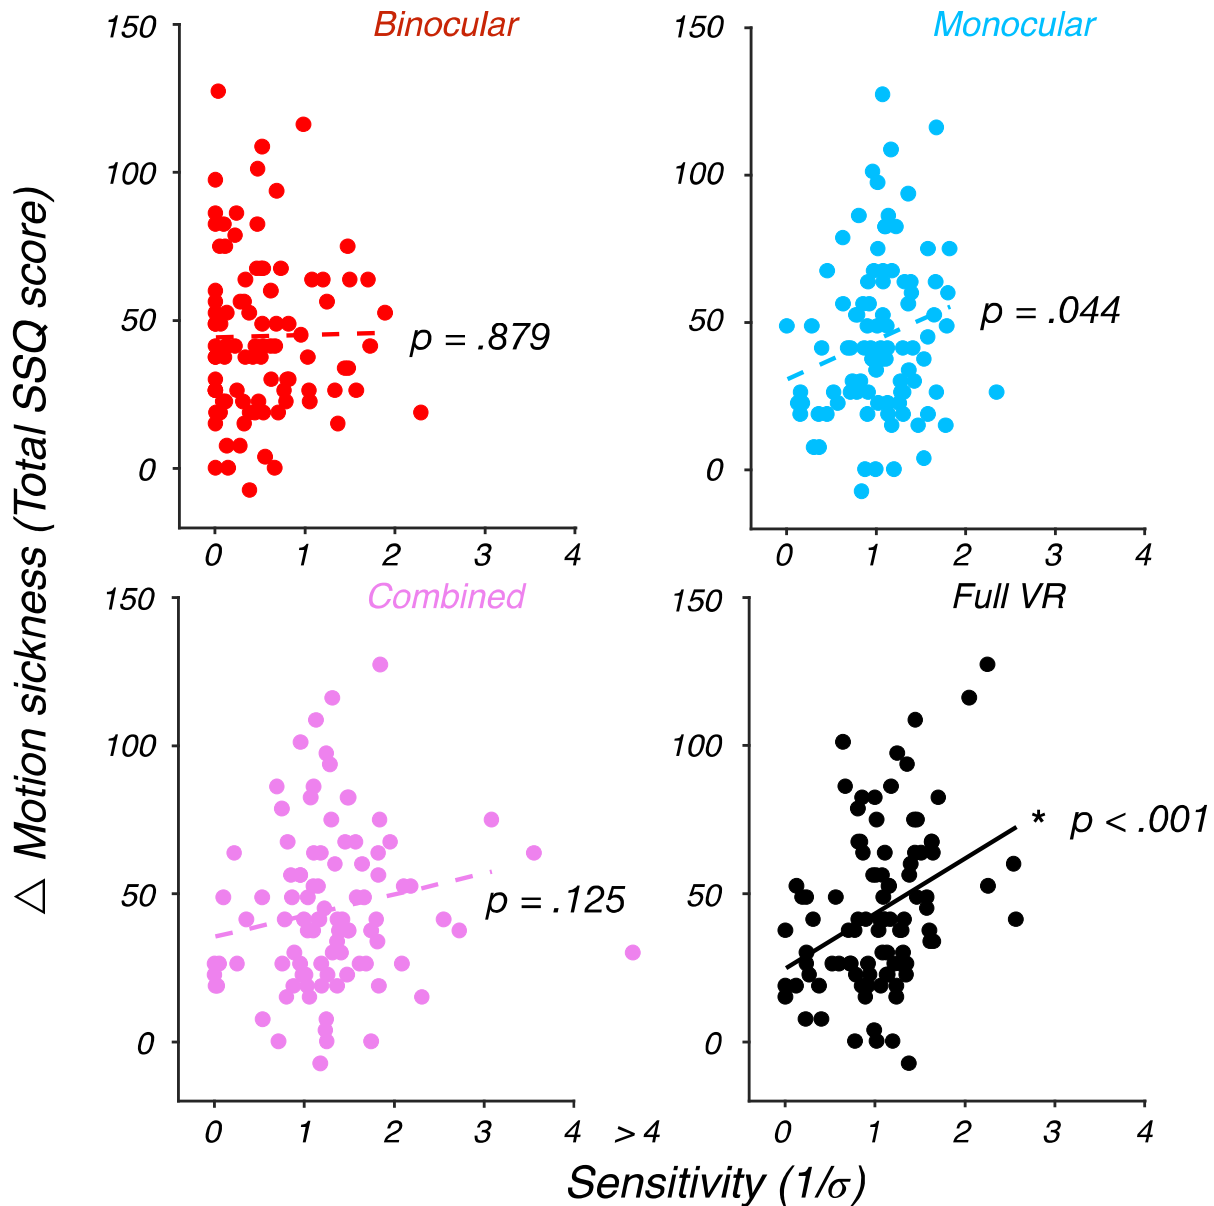 Binocular
150
100
50
0
p = .879
0 1 2 3 4
Monocular
150
100
50
0
p = .044
0 1 2 3 4
Combined
150
100
50
0
p = .125
0 1 2 3 4 > 4
Full VR
150
100
50
0
* p < .001
0 1 2 3 4
△ Motion sickness (Total SSQ score)
Sensitivity (1/σ)